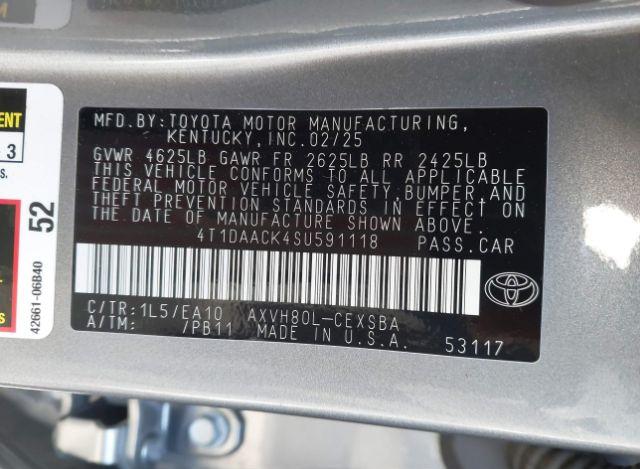 MFD.BY:TOYOTA MOTOR MANUFACTURING,
KENTUCKY,INC.02/25
GVWR 4625LB GAWR FR 2625LB RR 2425LB
THIS VEHICLE CONFORMS TO ALL APPLICABLE
FEDERAL MOTOR VEHICLE SAFETY,BUMPER,AND
THEFT PREVENTION STANDARDS IN EFFECT ON
THE DATE OF MANUFACTURE SHOWN ABOVE.
4T1DAACK4SU591118 PASS.CAR
C/TR:1L5/EA10 AXVH80L-CEXSBA
A/TM: /PB11 MADE IN U.S.A.
53117
52
42661-06B40
3
s.